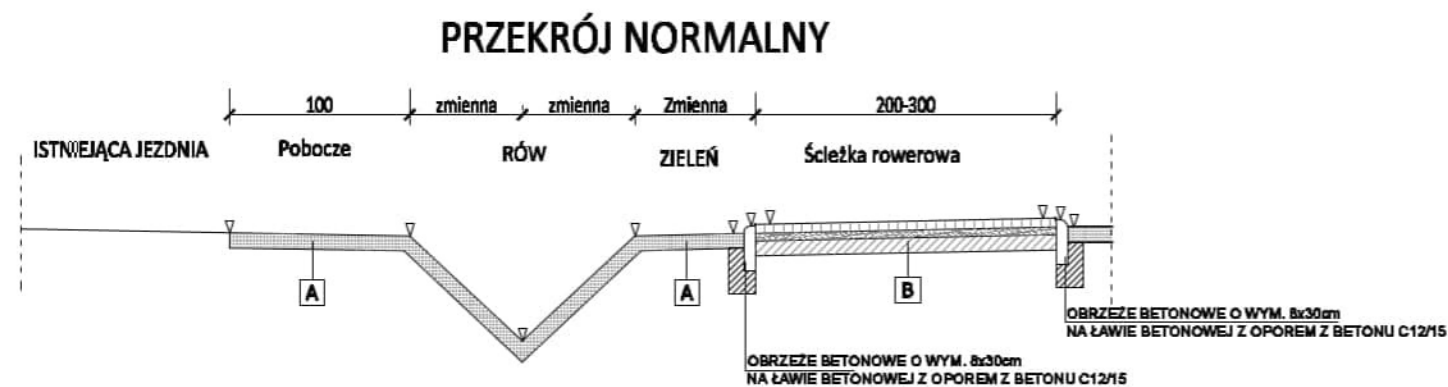 PRZEKRÓJ NORMALNY
100 zmienna zmienna Zmienna 200-300
ISTNIEJĄCA JEZDNIA Pobocze RÓW ZIELEŃ Ścieżka rowerowa
A A B
OBRZEŻE BETONOWE O WYM. 8x30cm
NA ŁAWIE BETONOWEJ Z OPOREM Z BETONU C12/15
OBRZEŻE BETONOWE O WYM. 8x30cm
NA ŁAWIE BETONOWEJ Z OPOREM Z BETONU C12/15